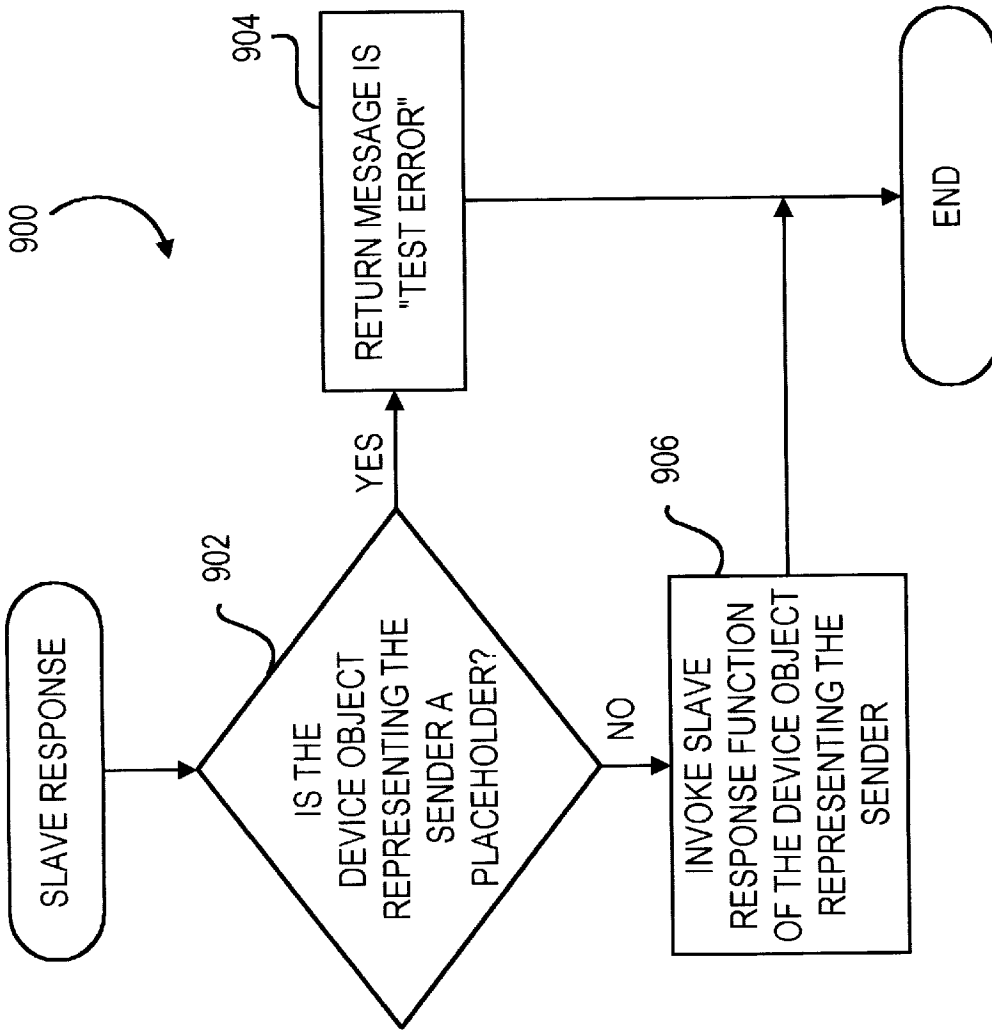 900
SLAVE RESPONSE
902
IS THE
DEVICE OBJECT
REPRESENTING THE
SENDER A
PLACEHOLDER?
YES
904
RETURN MESSAGE IS
"TEST ERROR"
NO
906
INVOKE SLAVE
RESPONSE FUNCTION
OF THE DEVICE OBJECT
REPRESENTING THE
SENDER
END